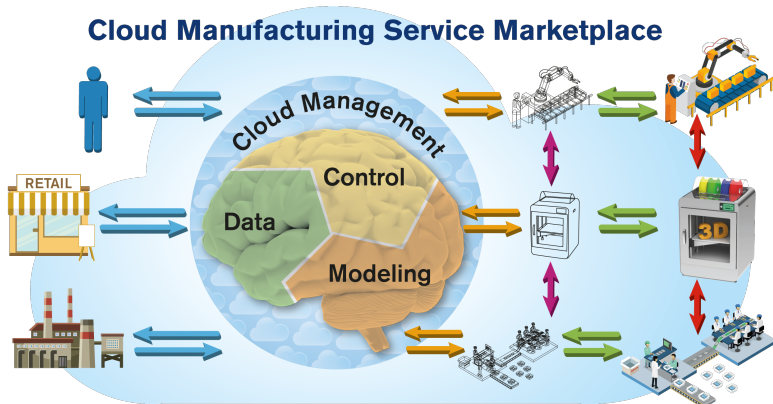 Cloud Manufacturing Service Marketplace
Cloud Management
RETAIL
Control
Data
Modeling
3D